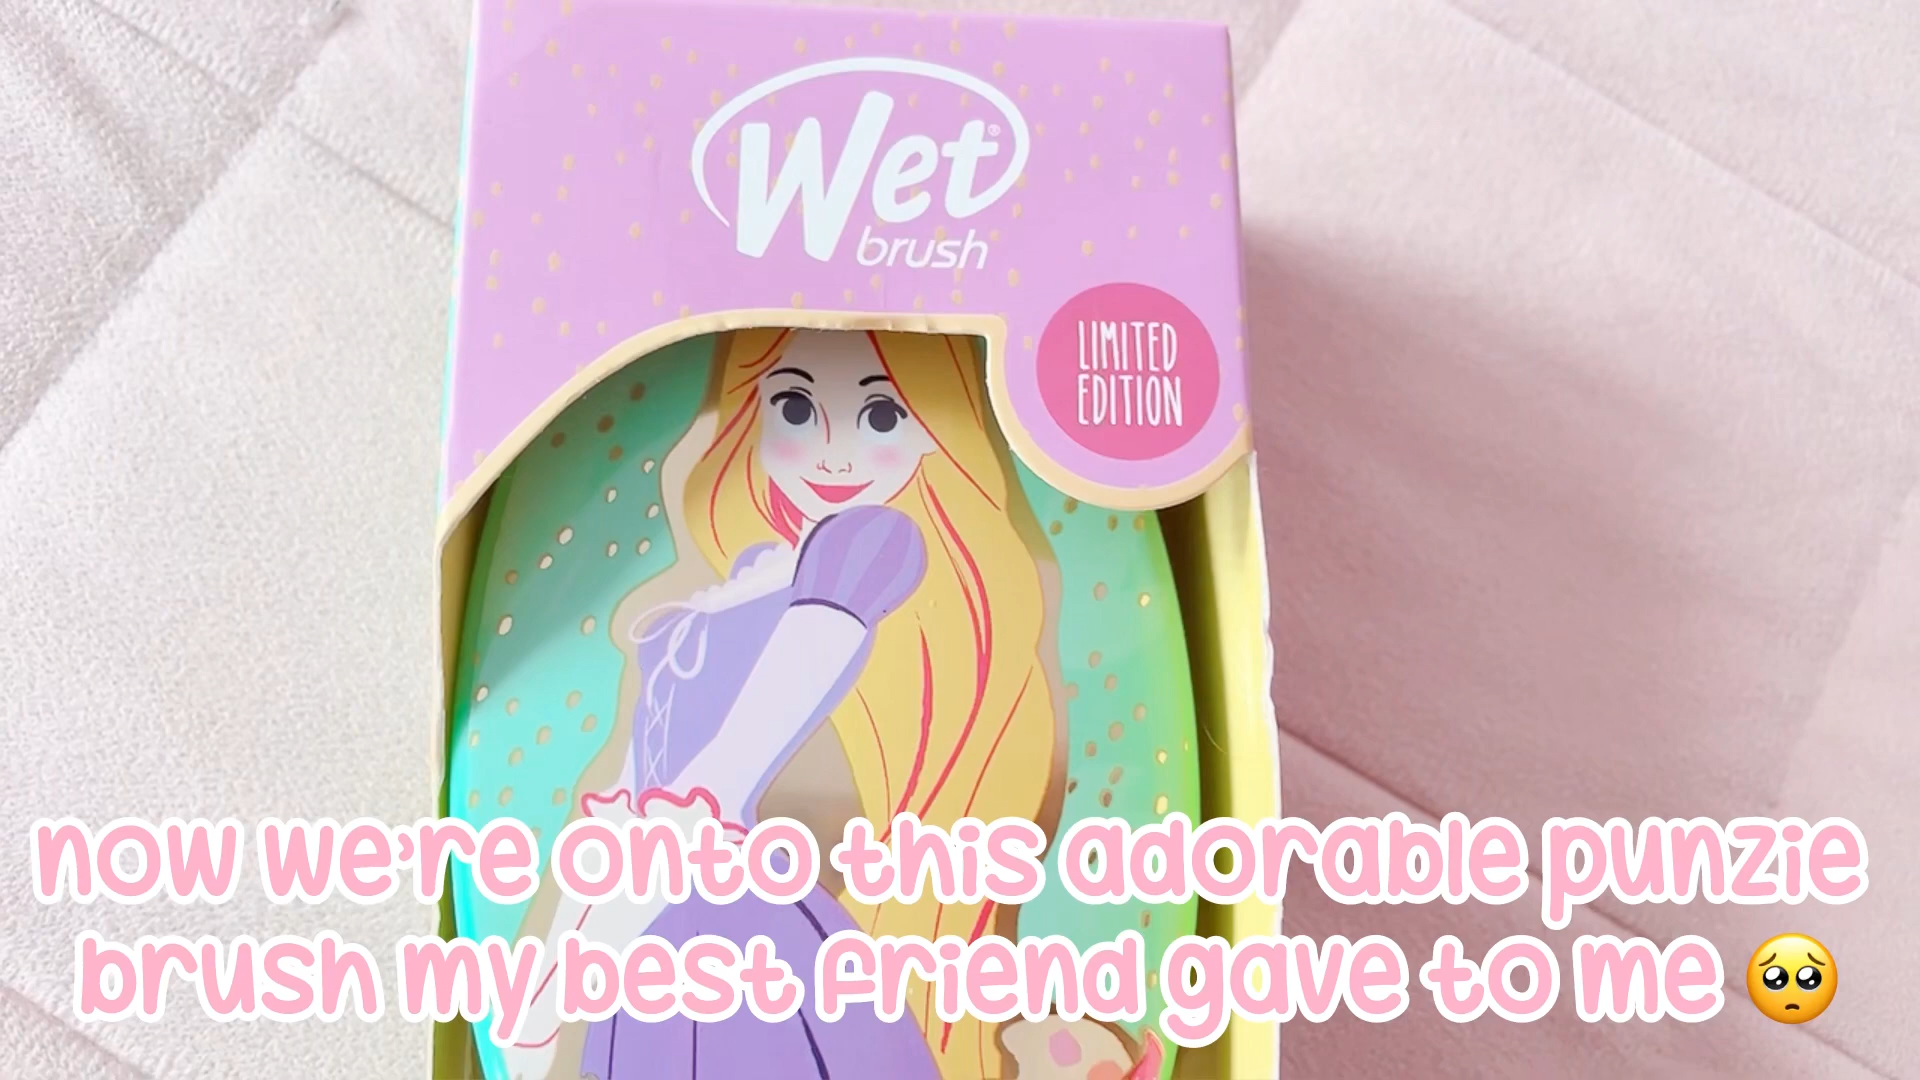 Wet®
brush
LIMITED
EDITION
now we're onto this adorable punzie
brush my best friend gave to me 🥺